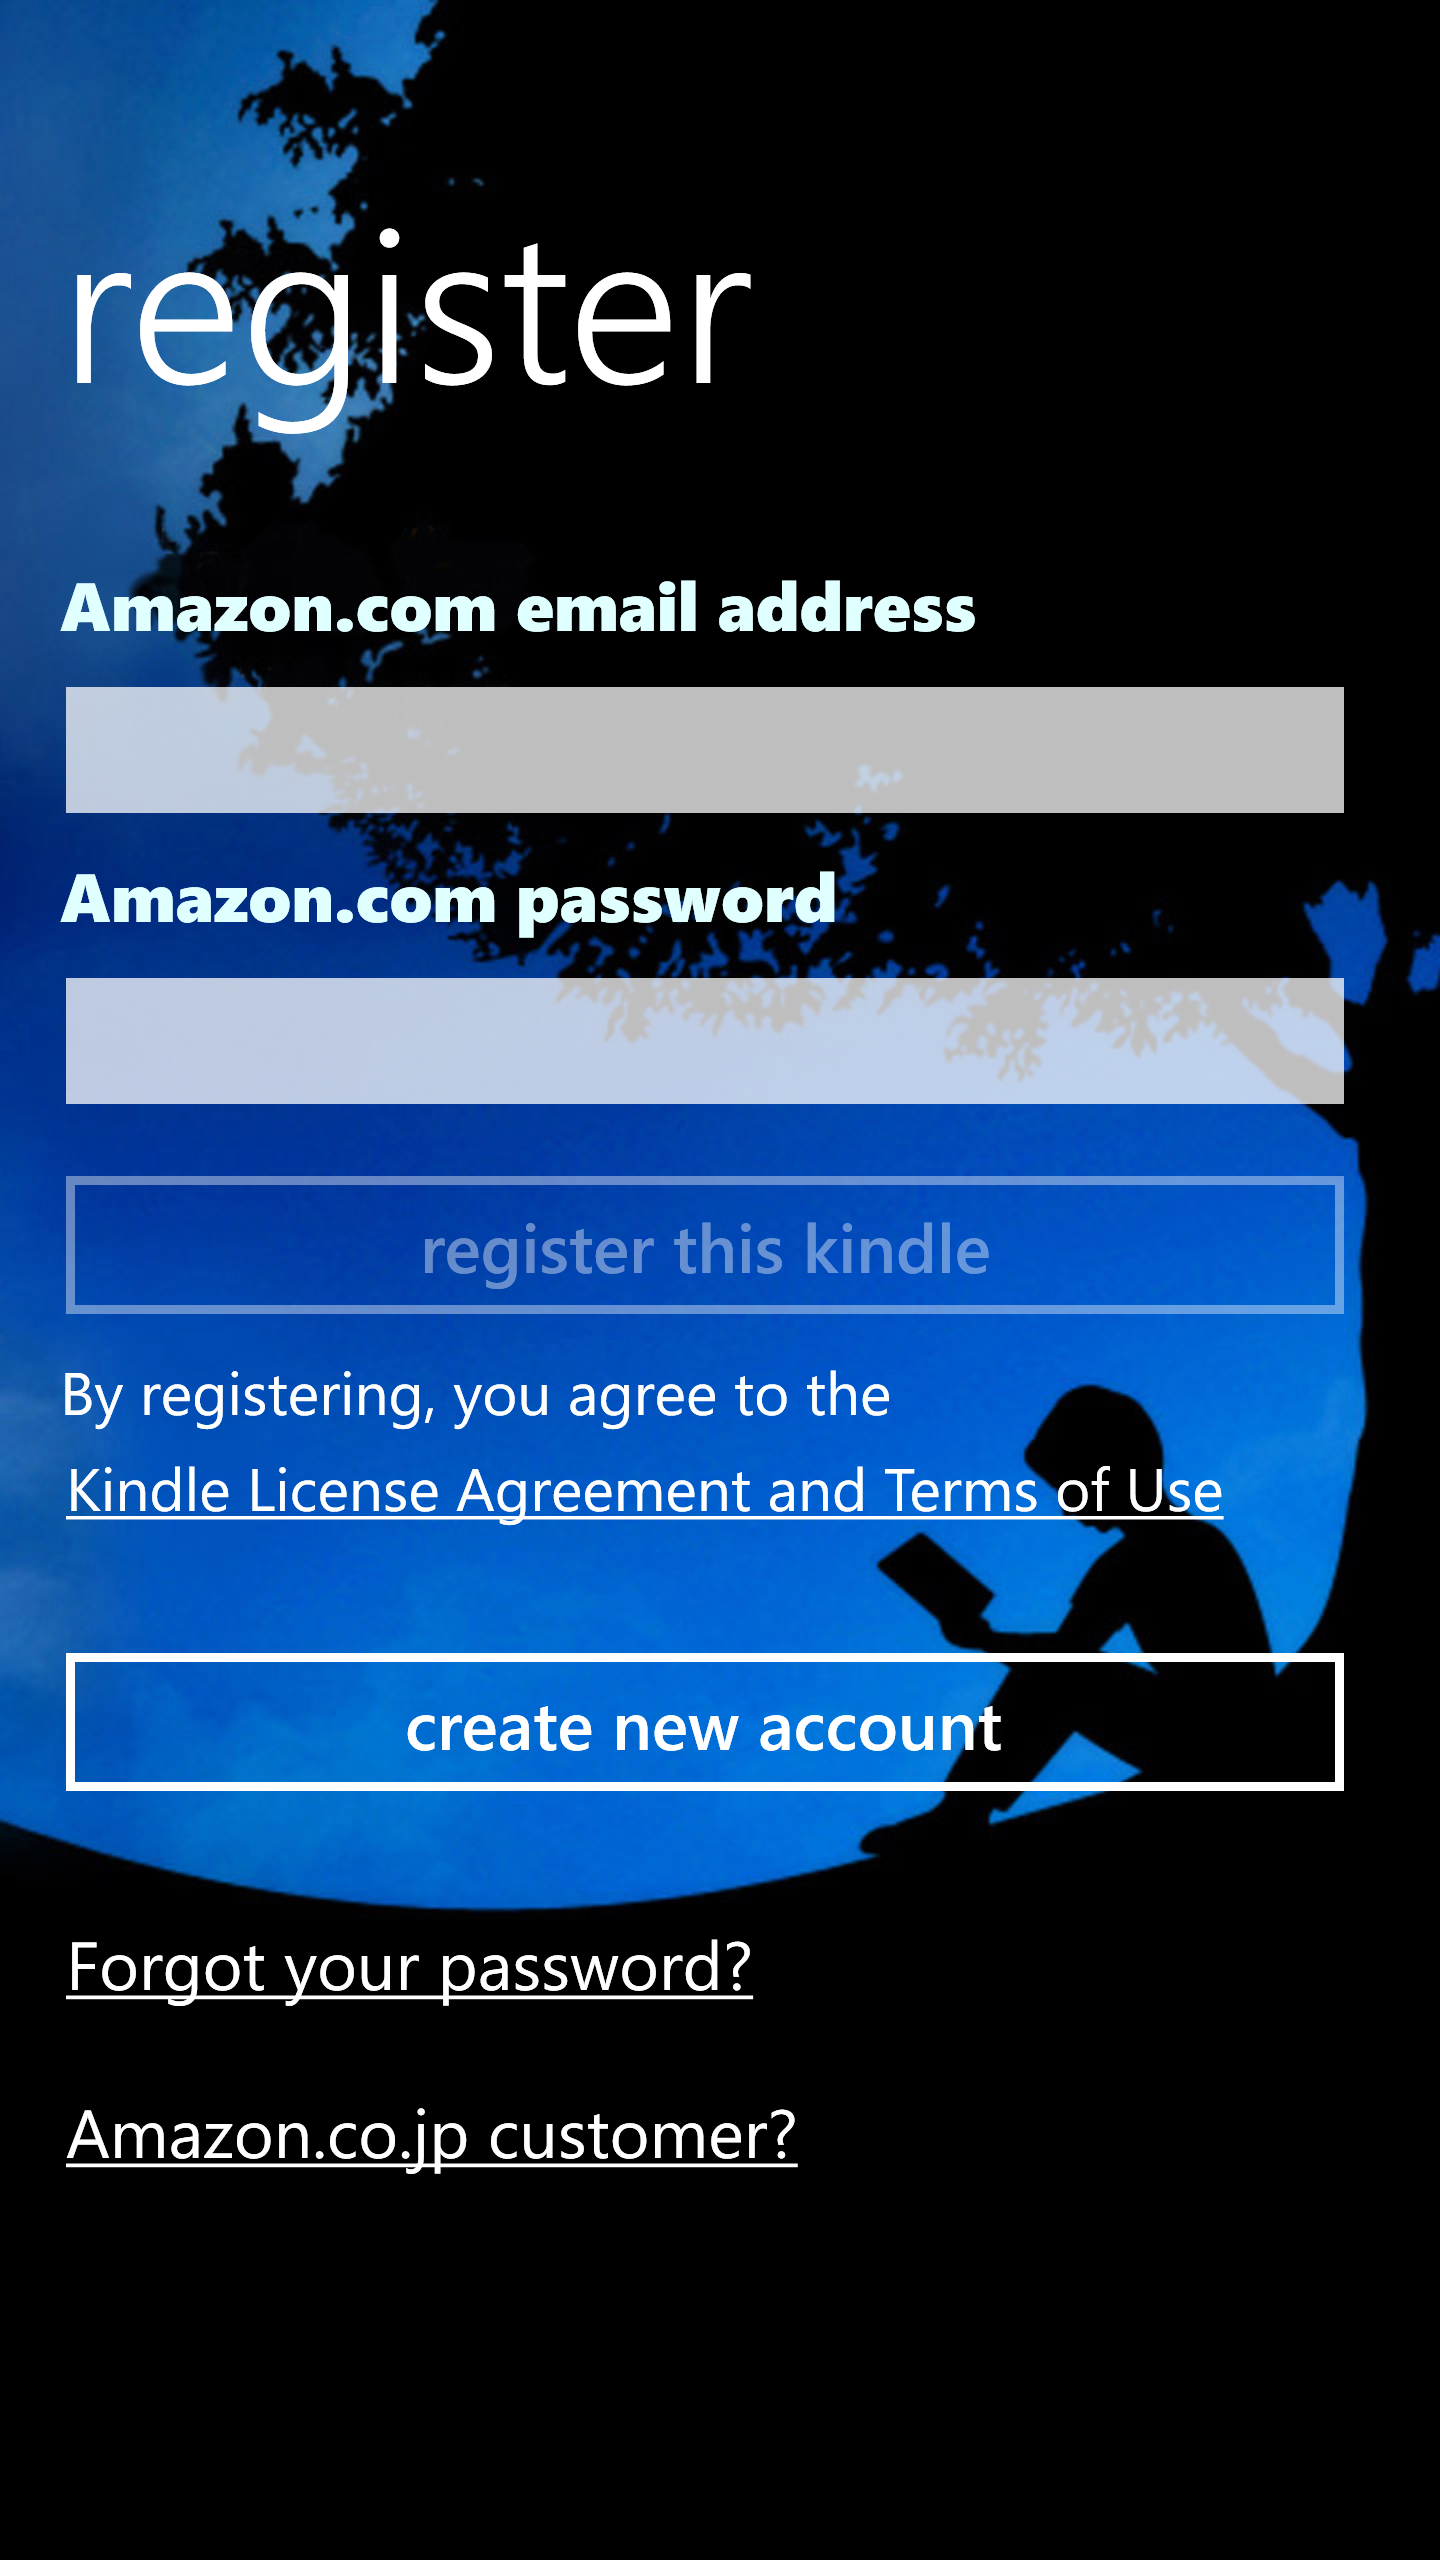 register
Amazon.com email address
Amazon.com password
register this kindle
By registering, you agree to the
Kindle License Agreement and Terms of Use
create new account
Forgot your password?
Amazon.co.jp customer?